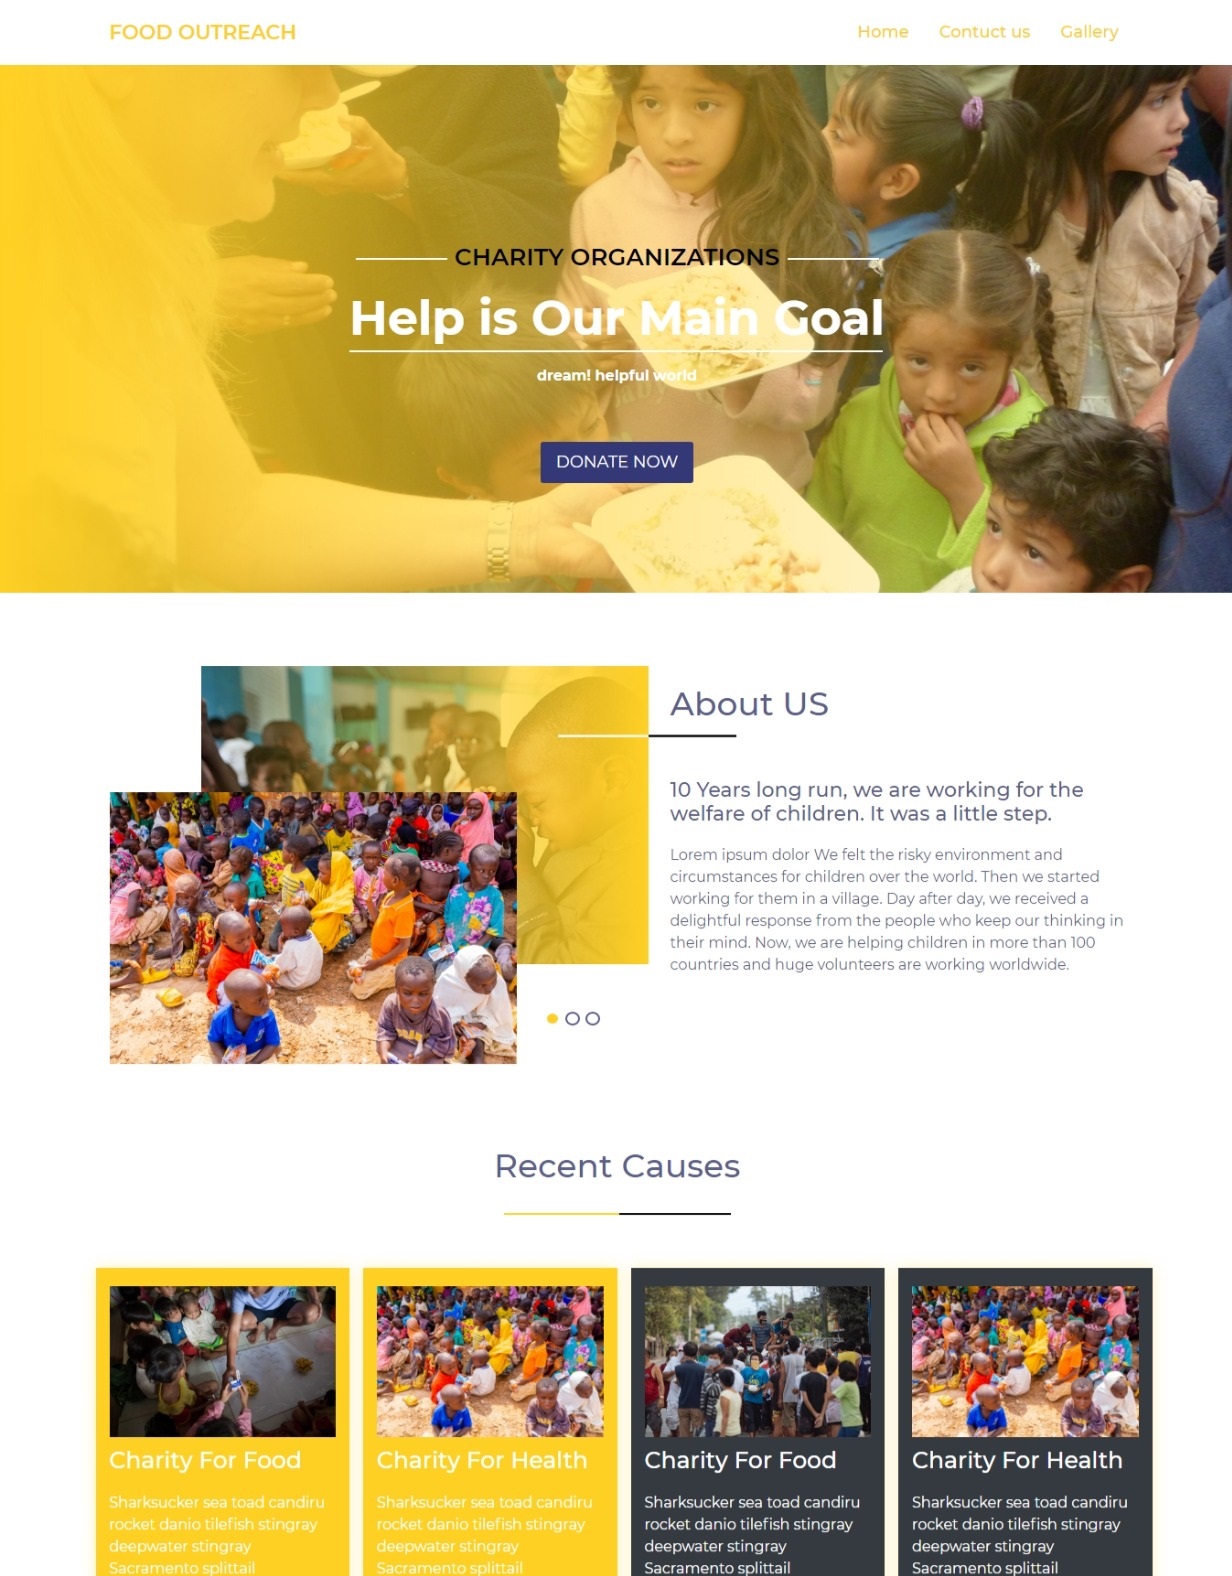 FOOD OUTREACH
Home Contuct us Gallery
CHARITY ORGANIZATIONS
Help is Our Main Goal
dream! helpful world
DONATE NOW
About US
10 Years long run, we are working for the
welfare of children. It was a little step.
Lorem ipsum dolor We felt the risky environment and
circumstances for children over the world. Then we started
working for them in a village. Day after day, we received a
delightful response from the people who keep our thinking in
their mind. Now, we are helping children in more than 100
countries and huge volunteers are working worldwide.
Recent Causes
Charity For Food
Sharksucker sea toad candiru
rocket danio tilefish stingray
deepwater stingray
Sacramento splittail
Charity For Health
Sharksucker sea toad candiru
rocket danio tilefish stingray
deepwater stingray
Sacramento splittail
Charity For Food
Sharksucker sea toad candiru
rocket danio tilefish stingray
deepwater stingray
Sacramento splittail
Charity For Health
Sharksucker sea toad candiru
rocket danio tilefish stingray
deepwater stingray
Sacramento splittail